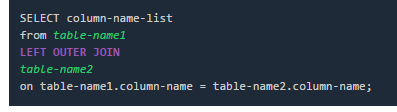 SELECT column-name-list
from table-name1
LEFT OUTER JOIN
table-name2
on table-name1.column-name = table-name2.column-name;